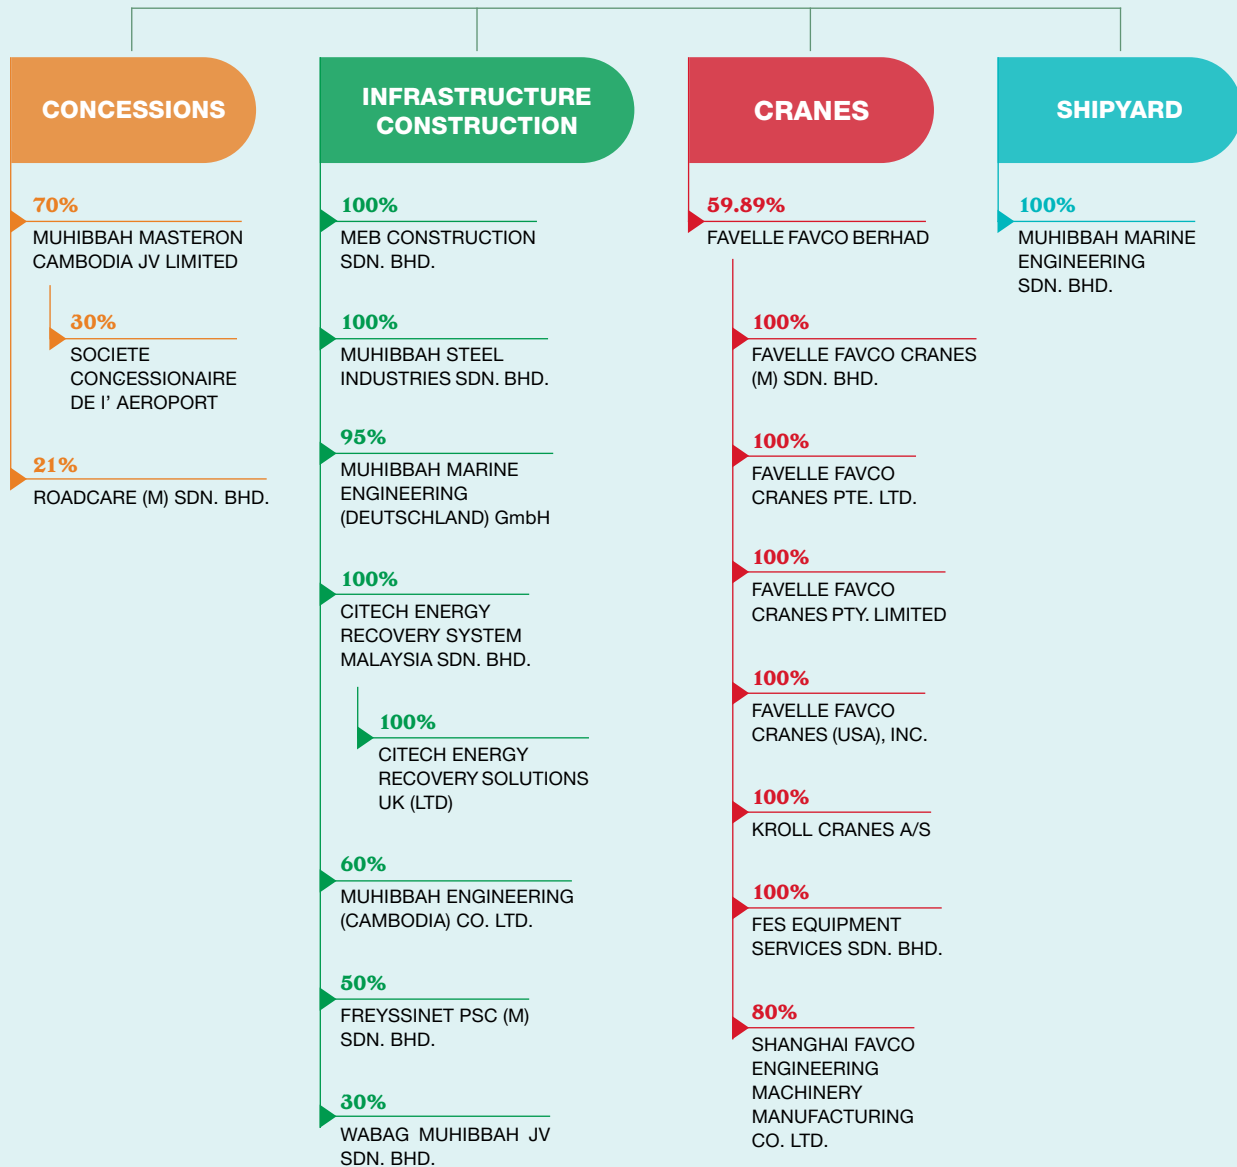 CONCESSIONS
70%
MUHIBBAH MASTERON
CAMBODIA JV LIMITED
30%
SOCIETE
CONCESSIONAIRE
DE l' AEROPORT
21%
ROADCARE (M) SDN. BHD.
INFRASTRUCTURE
CONSTRUCTION
100%
MEB CONSTRUCTION
SDN. BHD.
100%
MUHIBBAH STEEL
INDUSTRIES SDN. BHD.
95%
MUHIBBAH MARINE
ENGINEERING
(DEUTSCHLAND) GmbH
100%
CITECH ENERGY
RECOVERY SYSTEM
MALAYSIA SDN. BHD.
100%
CITECH ENERGY
RECOVERY SOLUTIONS
UK (LTD)
60%
MUHIBBAH ENGINEERING
(CAMBODIA) CO. LTD.
50%
FREYSSINET PSC (M)
SDN. BHD.
30%
WABAG MUHIBBAH JV
SDN. BHD.
CRANES
59.89%
FAVELLE FAVCO BERHAD
100%
FAVELLE FAVCO CRANES
(M) SDN. BHD.
100%
FAVELLE FAVCO
CRANES PTE. LTD.
100%
FAVELLE FAVCO
CRANES PTY. LIMITED
100%
FAVELLE FAVCO
CRANES (USA), INC.
100%
KROLL CRANES A/S
100%
FES EQUIPMENT
SERVICES SDN. BHD.
80%
SHANGHAI FAVCO
ENGINEERING
MACHINERY
MANUFACTURING
CO. LTD.
SHIPYARD
100%
MUHIBBAH MARINE
ENGINEERING
SDN. BHD.